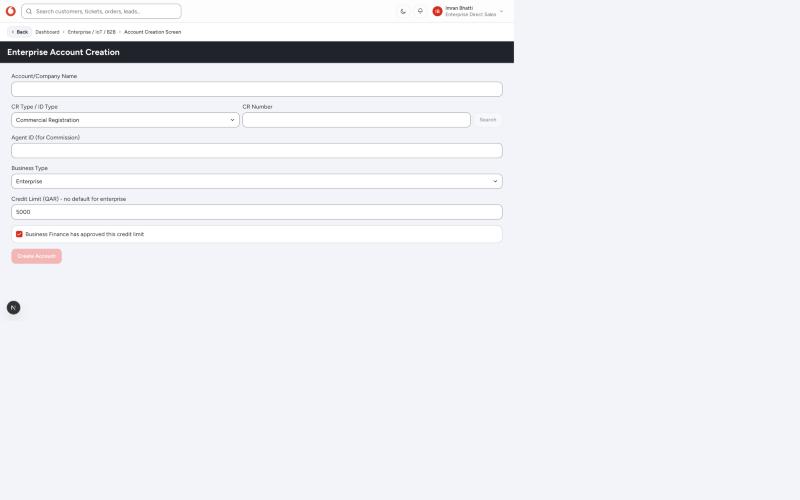 Search customers, tickets, orders, leads...
IB
Imran Bhatti
Enterprise Direct Sales
‹ Back
Dashboard › Enterprise / IoT / B2B › Account Creation Screen
Enterprise Account Creation
Account/Company Name
CR Type / ID Type
CR Number
Commercial Registration
Search
Agent ID (for Commission)
Business Type
Enterprise
Credit Limit (QAR) - no default for enterprise
5000
Business Finance has approved this credit limit
Create Account
N